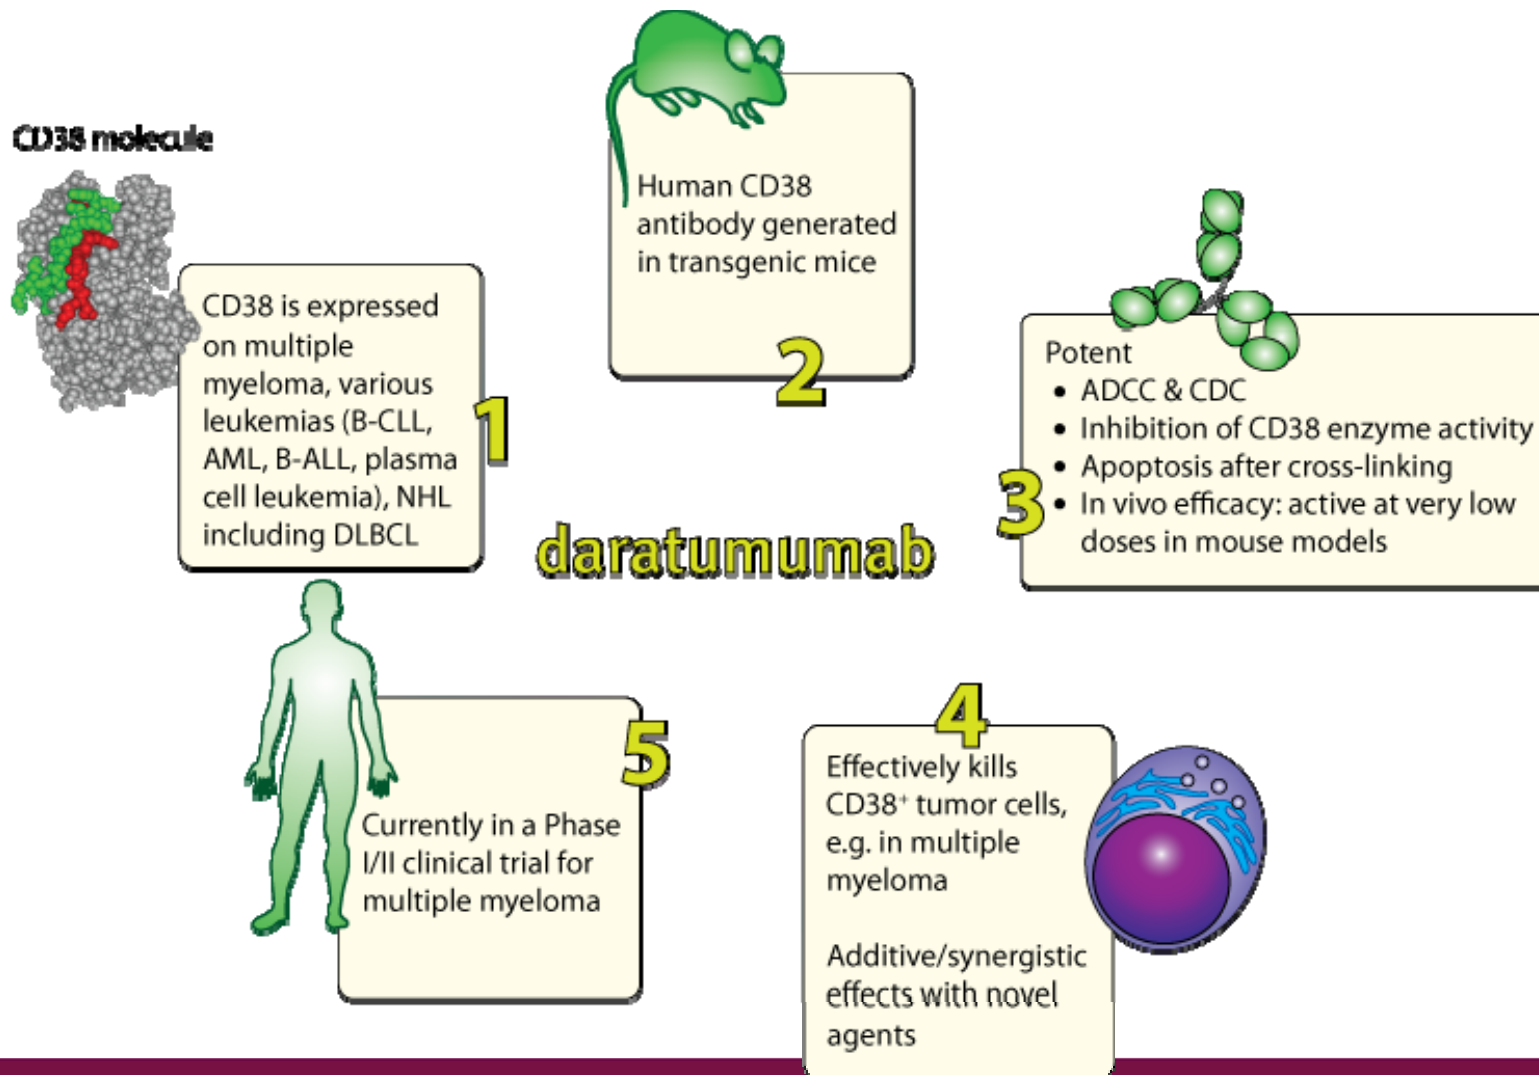 CD38 molecule
CD38 is expressed
on multiple
myeloma, various
leukemias (B-CLL,
AML, B-ALL, plasma
cell leukemia), NHL
including DLBCL
1
Human CD38
antibody generated
in transgenic mice
2
Potent
• ADCC & CDC
• Inhibition of CD38 enzyme activity
• Apoptosis after cross-linking
• In vivo efficacy: active at very low
doses in mouse models
3
daratumumab
4
Effectively kills
CD38⁺ tumor cells,
e.g. in multiple
myeloma
Additive/synergistic
effects with novel
agents
5
Currently in a Phase
I/II clinical trial for
multiple myeloma